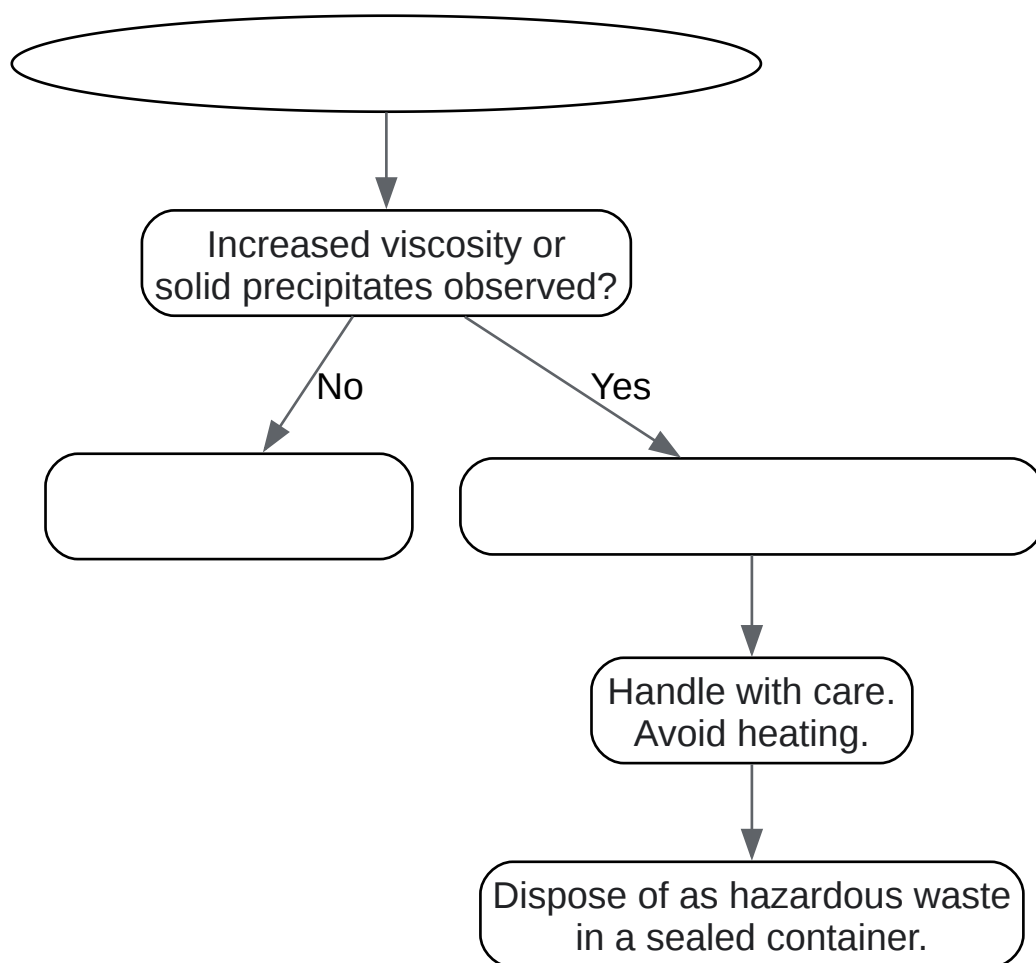 Increased viscosity or
solid precipitates observed?
No
Yes
Handle with care.
Avoid heating.
Dispose of as hazardous waste
in a sealed container.